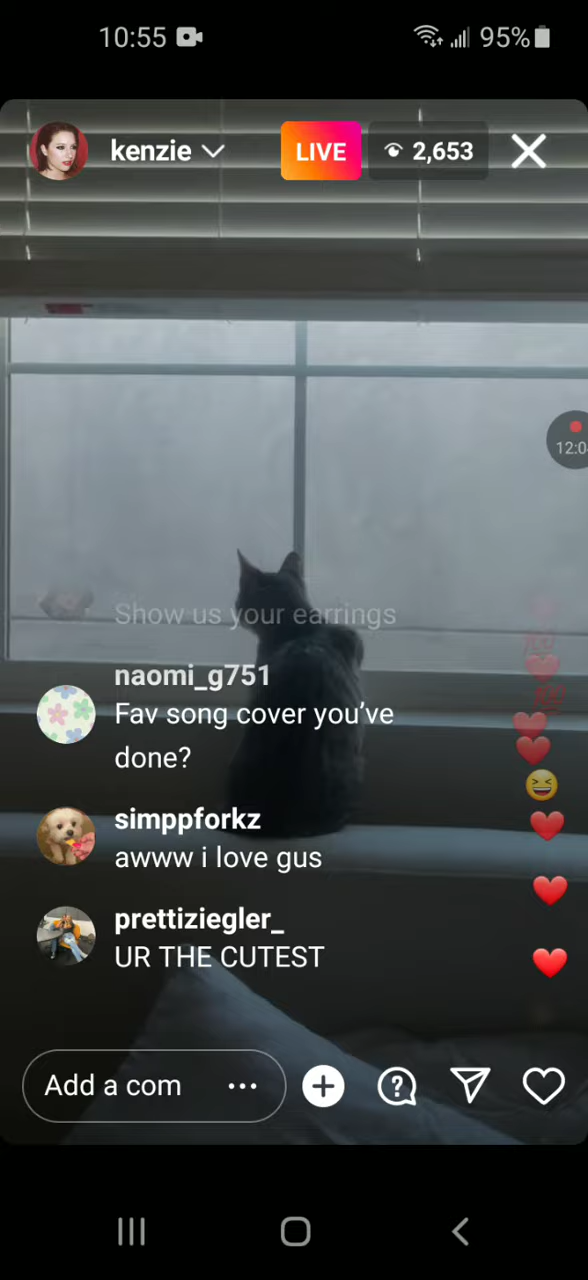 10:55 95%
kenzie LIVE 2,653
12:0
Show us your earrings
naomi_g751
Fav song cover you’ve
done?
simppforkz
awww i love gus
prettiziegler_
UR THE CUTEST
Add a com